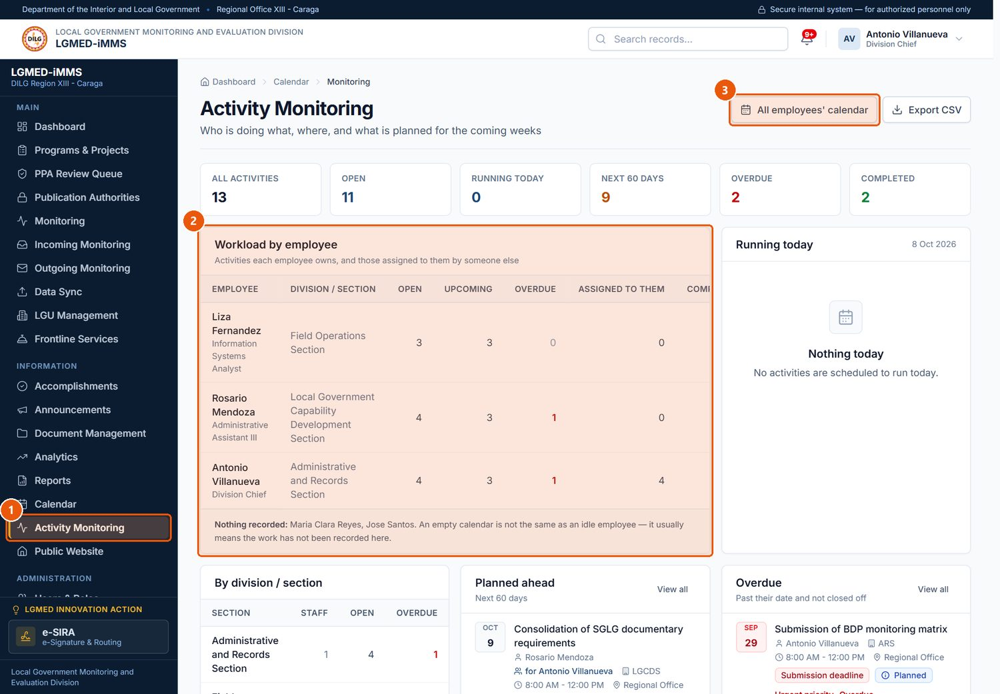 Department of the Interior and Local Government • Regional Office XIII - Caraga
Secure internal system — for authorized personnel only
DILG
LOCAL GOVERNMENT MONITORING AND EVALUATION DIVISION
LGMED-iMMS
Search records...
9+
AV
Antonio Villanueva
Division Chief
LGMED-iMMS
DILG Region XIII - Caraga
MAIN
Dashboard
Programs & Projects
PPA Review Queue
Publication Authorities
Monitoring
Incoming Monitoring
Outgoing Monitoring
Data Sync
LGU Management
Frontline Services
INFORMATION
Accomplishments
Announcements
Document Management
Analytics
Reports
Calendar
1
Activity Monitoring
Public Website
ADMINISTRATION
LGMED INNOVATION ACTION
e-SIRA
e-Signature & Routing
Local Government Monitoring and
Evaluation Division
Dashboard > Calendar > Monitoring
Activity Monitoring
Who is doing what, where, and what is planned for the coming weeks
3
All employees' calendar
Export CSV
ALL ACTIVITIES
13
OPEN
11
RUNNING TODAY
0
NEXT 60 DAYS
9
OVERDUE
2
COMPLETED
2
2
Workload by employee
Activities each employee owns, and those assigned to them by someone else
EMPLOYEE DIVISION / SECTION OPEN UPCOMING OVERDUE ASSIGNED TO THEM
Liza
Fernandez
Information
Systems
Analyst
Field Operations
Section
3 3 0 0
Rosario
Mendoza
Administrative
Assistant III
Local Government
Capability
Development
Section
4 3 1 0
Antonio
Villanueva
Division Chief
Administrative
and Records
Section
4 3 1 4
Nothing recorded: Maria Clara Reyes, Jose Santos. An empty calendar is not the same as an idle employee — it usually
means the work has not been recorded here.
Running today
8 Oct 2026
Nothing today
No activities are scheduled to run today.
By division / section
SECTION STAFF OPEN OVERDUE
Administrative
and Records
Section
1 4 1
Planned ahead
Next 60 days
View all
OCT
9
Consolidation of SGLG documentary
requirements
Rosario Mendoza
for Antonio Villanueva LGCDS
8:00 AM - 12:00 PM Regional Office
Overdue
Past their date and not closed off
View all
SEP
29
Submission of BDP monitoring matrix
Antonio Villanueva ARS
8:00 AM - 12:00 PM Regional Office
Submission deadline Planned